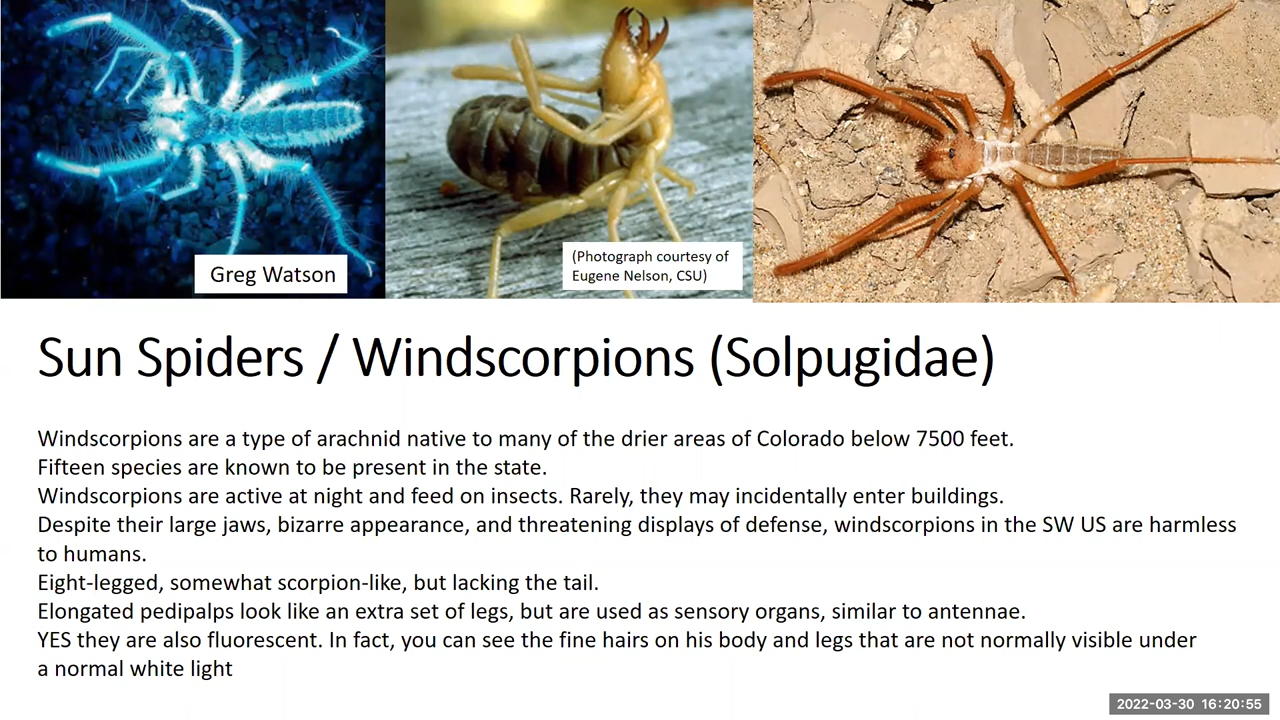 Greg Watson
(Photograph courtesy of
Eugene Nelson, CSU)
Sun Spiders / Windscorpions (Solpugidae)
Windscorpions are a type of arachnid native to many of the drier areas of Colorado below 7500 feet.
Fifteen species are known to be present in the state.
Windscorpions are active at night and feed on insects. Rarely, they may incidentally enter buildings.
Despite their large jaws, bizarre appearance, and threatening displays of defense, windscorpions in the SW US are harmless
to humans.
Eight-legged, somewhat scorpion-like, but lacking the tail.
Elongated pedipalps look like an extra set of legs, but are used as sensory organs, similar to antennae.
YES they are also fluorescent. In fact, you can see the fine hairs on his body and legs that are not normally visible under
a normal white light
2022-03-30 16:20:55